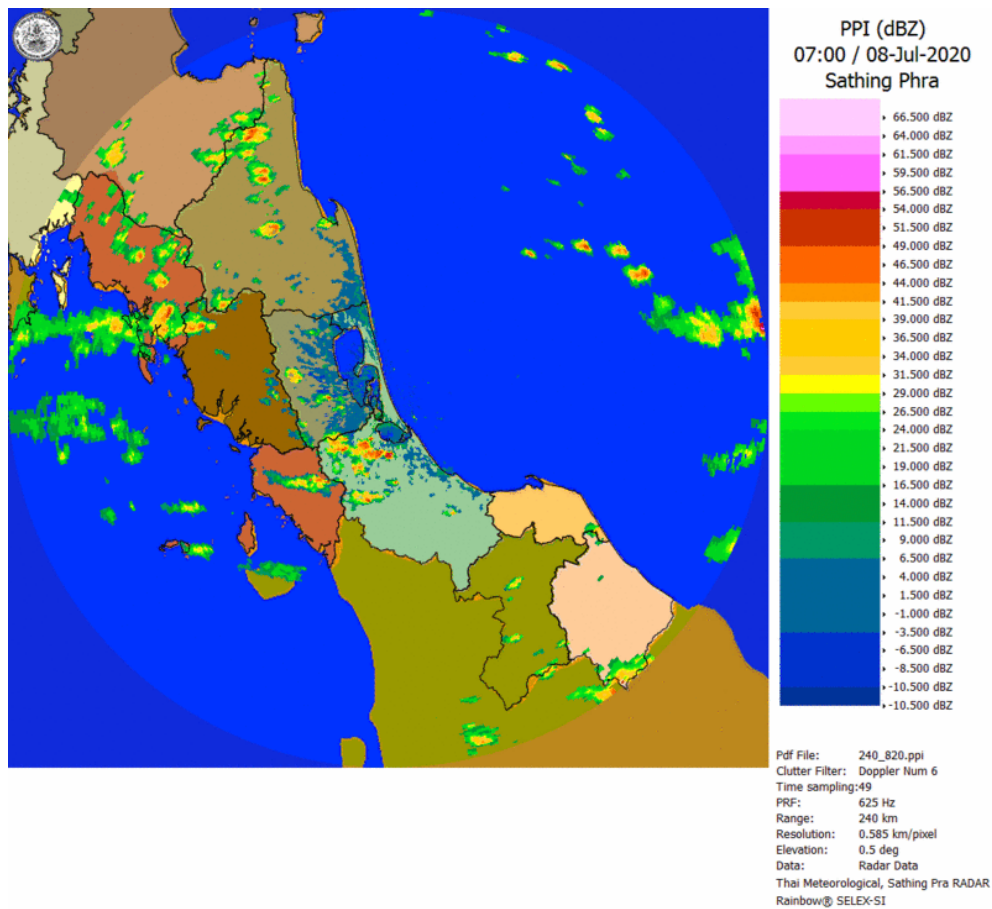 PPI (dBZ)
07:00 / 08-Jul-2020
Sathing Phra
66.500 dBZ
64.000 dBZ
61.500 dBZ
59.500 dBZ
56.500 dBZ
54.000 dBZ
51.500 dBZ
49.000 dBZ
46.500 dBZ
44.000 dBZ
41.500 dBZ
39.000 dBZ
36.500 dBZ
34.000 dBZ
31.500 dBZ
29.000 dBZ
26.500 dBZ
24.000 dBZ
21.500 dBZ
19.000 dBZ
16.500 dBZ
14.000 dBZ
11.500 dBZ
9.000 dBZ
6.500 dBZ
4.000 dBZ
1.500 dBZ
-1.000 dBZ
-3.500 dBZ
-6.500 dBZ
-8.500 dBZ
-10.500 dBZ
-10.500 dBZ
Pdf File: 240_820.ppi
Clutter Filter: Doppler Num 6
Time sampling:49
PRF: 625 Hz
Range: 240 km
Resolution: 0.585 km/pixel
Elevation: 0.5 deg
Data: Radar Data
Thai Meteorological, Sathing Pra RADAR
Rainbow® SELEX-SI